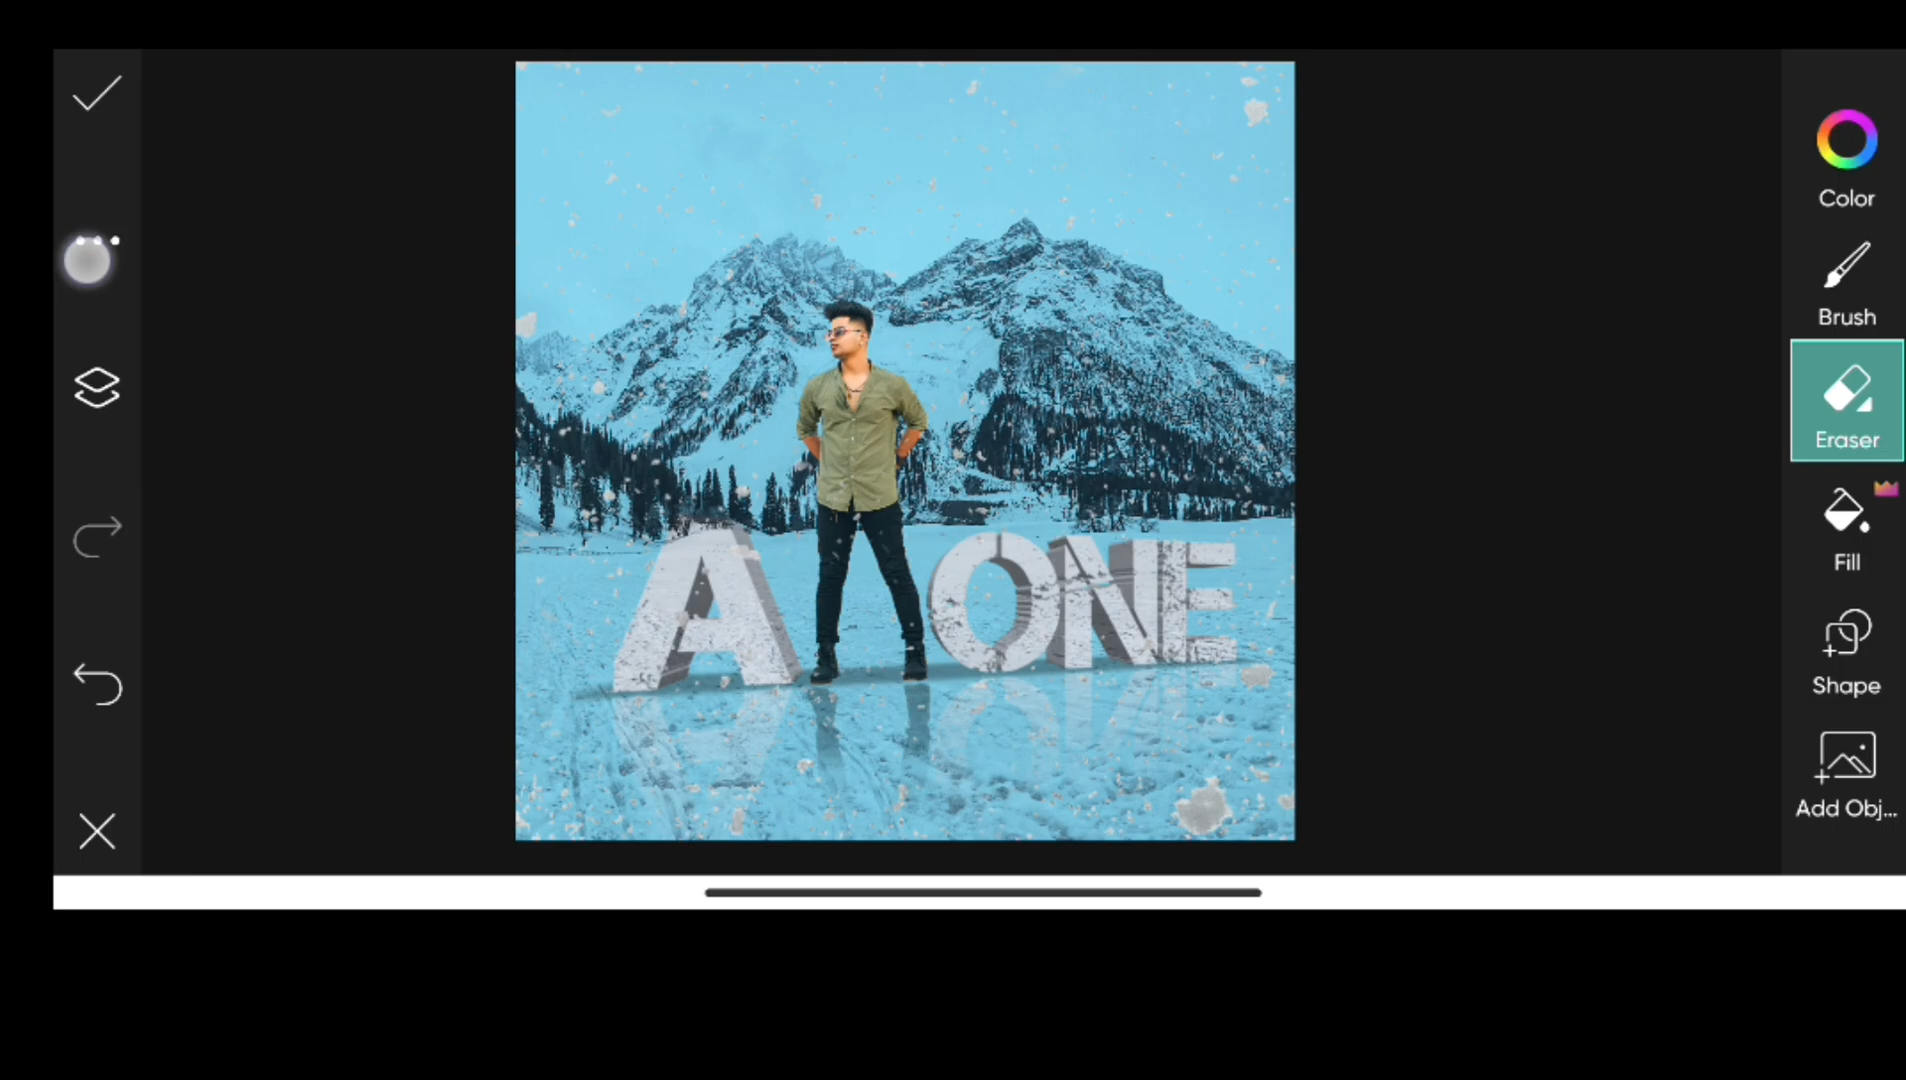 Color
Brush
Eraser
Fill
Shape
Add Obj...
A ONE